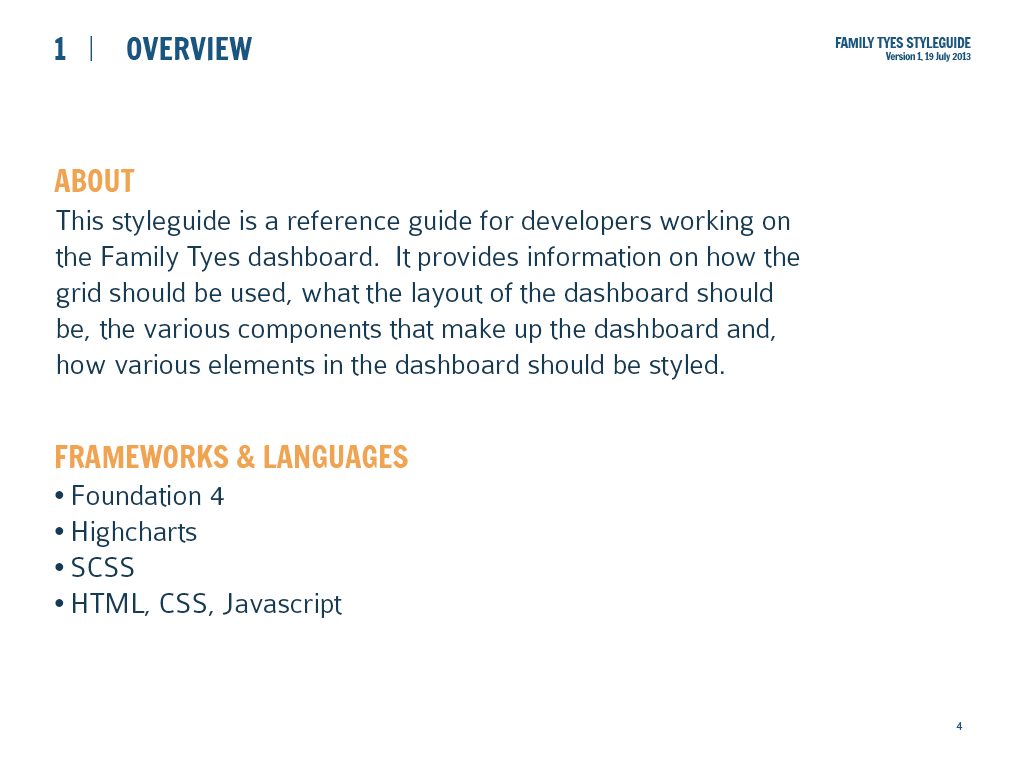 1 | OVERVIEW
FAMILY TYES STYLEGUIDE
Version 1, 19 July 2013
ABOUT
This styleguide is a reference guide for developers working on
the Family Tyes dashboard.  It provides information on how the
grid should be used, what the layout of the dashboard should
be, the various components that make up the dashboard and,
how various elements in the dashboard should be styled.
FRAMEWORKS & LANGUAGES
• Foundation 4
• Highcharts
• SCSS
• HTML, CSS, Javascript
4